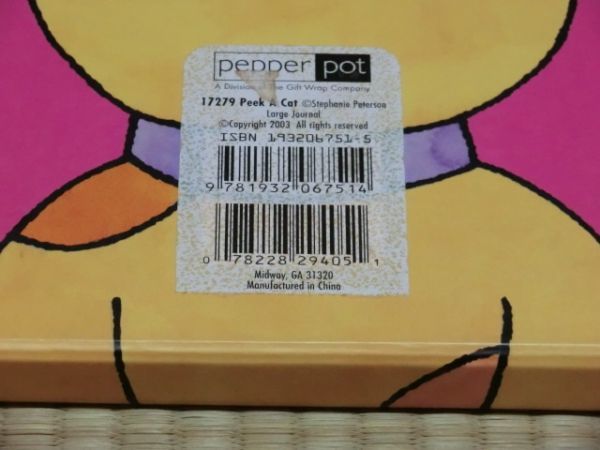 pepper pot
A Division of The Gift Wrap Company
17279 Peek A Cat ©Stephanie Peterson
Large Journal
©Copyright 2003 All rights reserved
ISBN 193206751-5
9 781932 067514
0 78228 29405 1
Midway, GA 31320
Manufactured in China